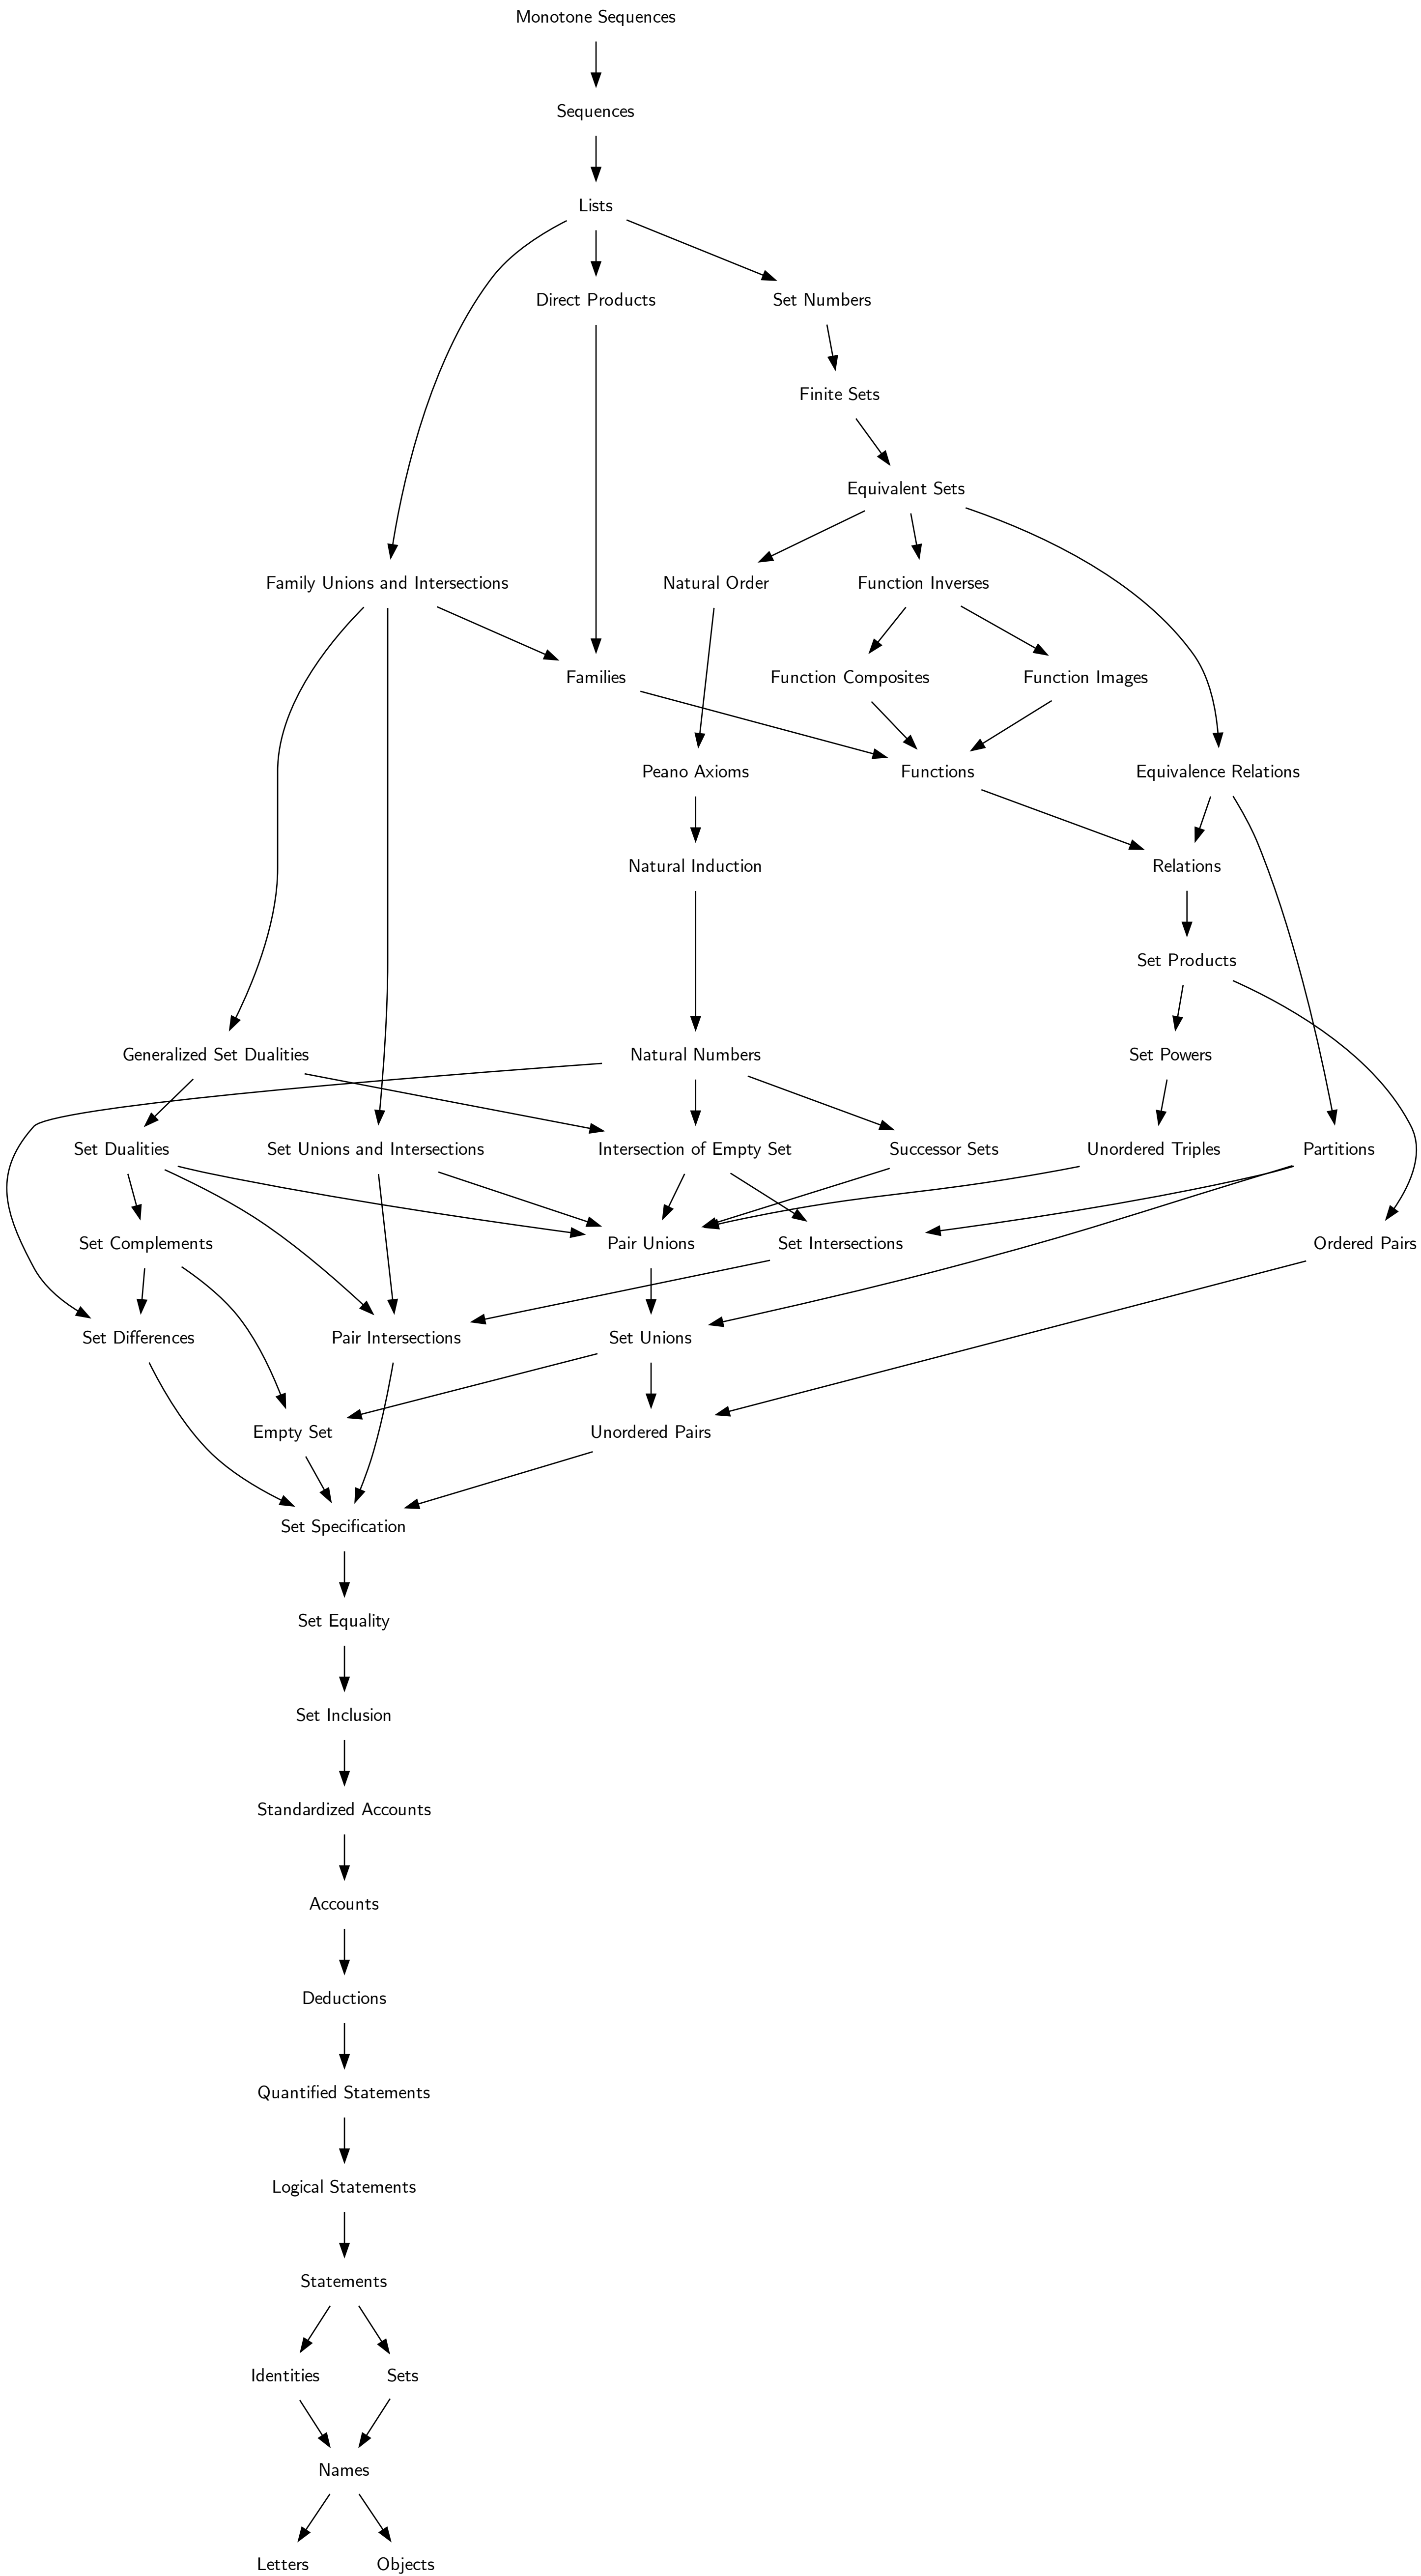 Monotone Sequences
Sequences
Lists
Direct Products
Set Numbers
Finite Sets
Equivalent Sets
Family Unions and Intersections
Natural Order
Function Inverses
Families
Function Composites
Function Images
Peano Axioms
Functions
Equivalence Relations
Natural Induction
Relations
Set Products
Generalized Set Dualities
Natural Numbers
Set Powers
Set Dualities
Set Unions and Intersections
Intersection of Empty Set
Successor Sets
Unordered Triples
Partitions
Set Complements
Pair Unions
Set Intersections
Ordered Pairs
Set Differences
Pair Intersections
Set Unions
Empty Set
Unordered Pairs
Set Specification
Set Equality
Set Inclusion
Standardized Accounts
Accounts
Deductions
Quantified Statements
Logical Statements
Statements
Identities
Sets
Names
Letters
Objects